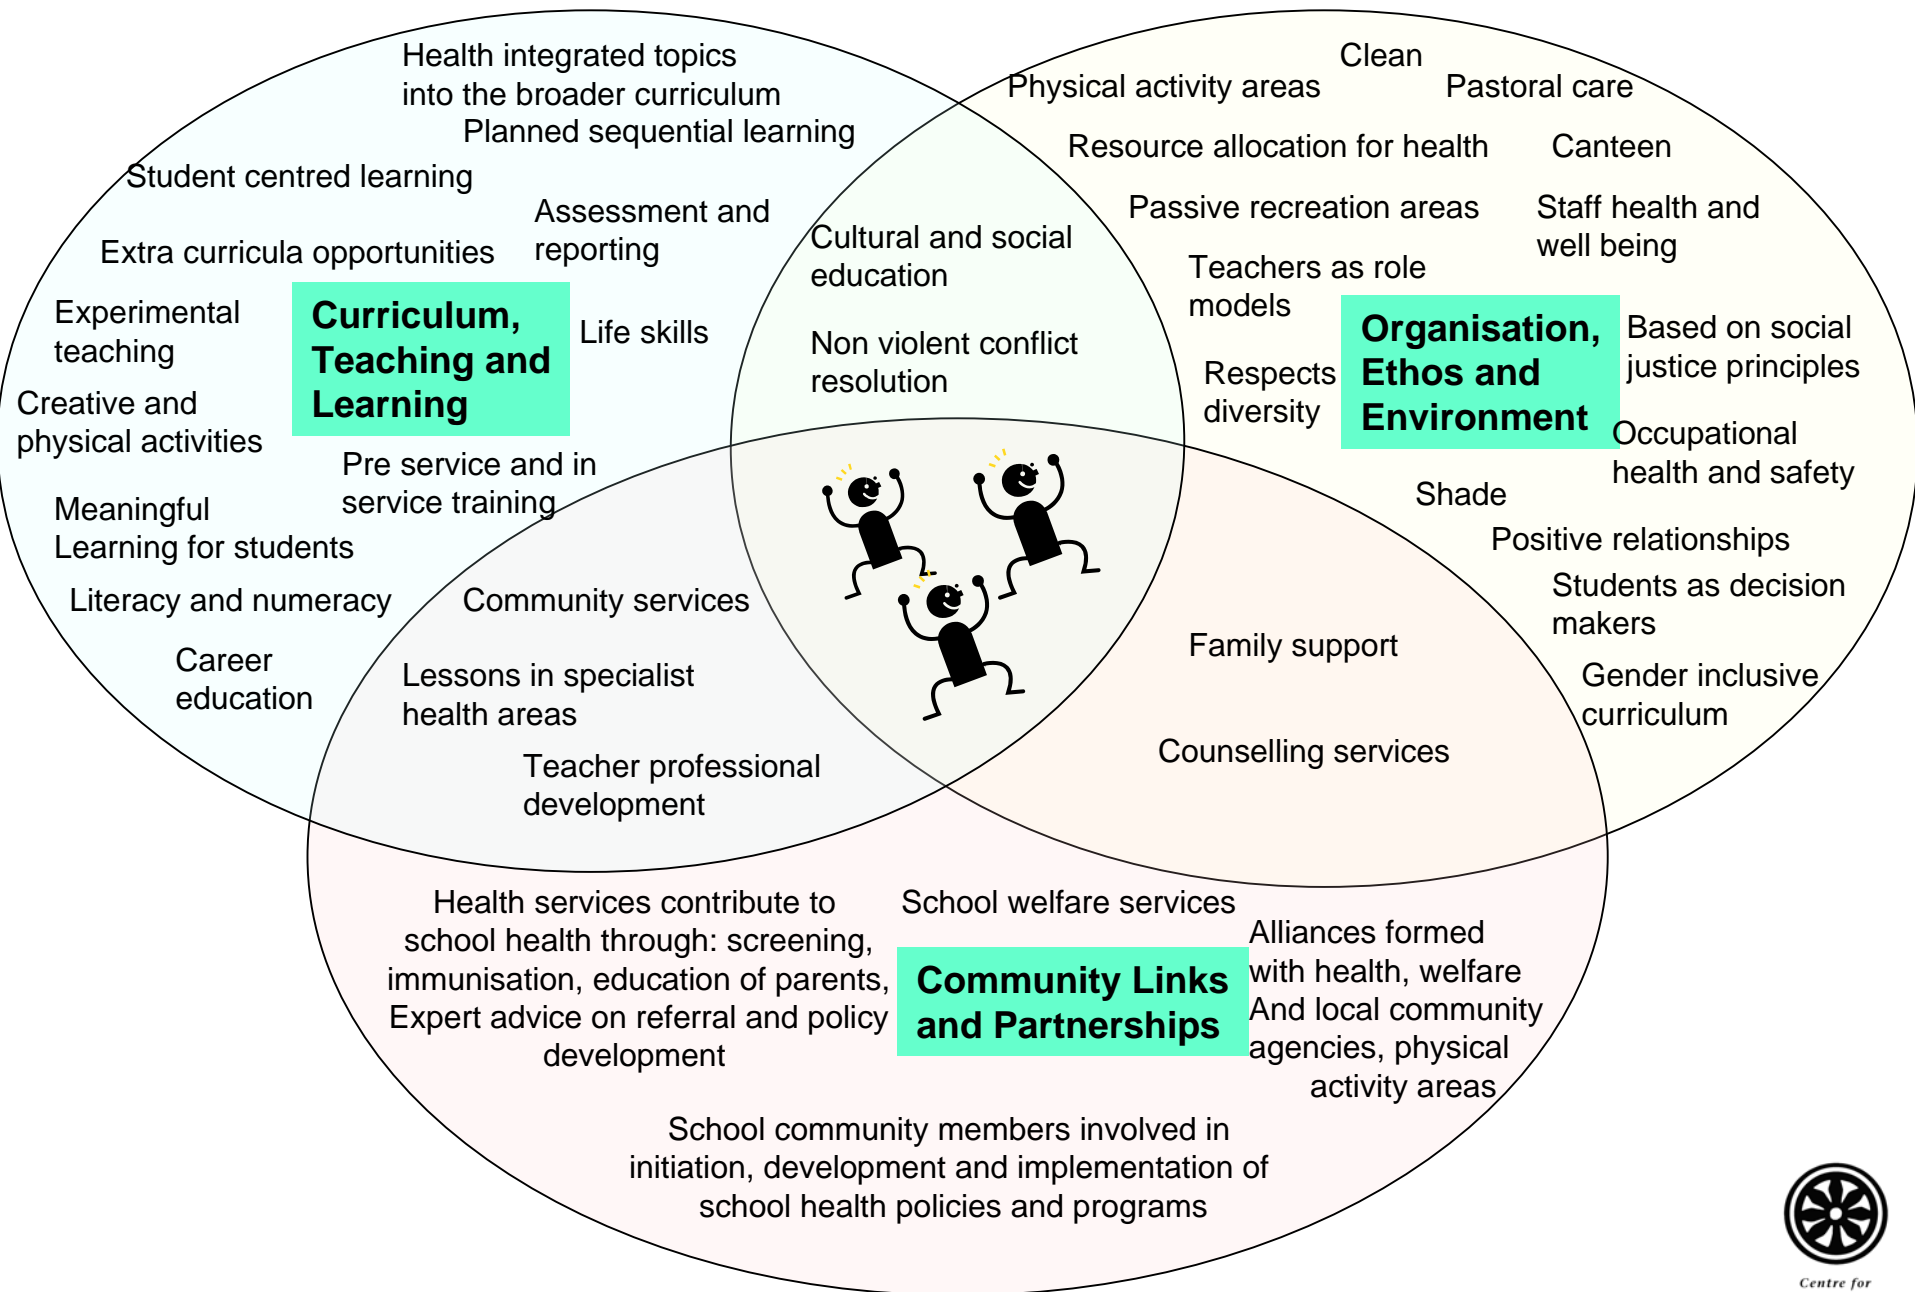 Health integrated topics
into the broader curriculum
Planned sequential learning
Student centred learning
Assessment and
reporting
Extra curricula opportunities
Experimental
teaching
Curriculum,
Teaching and
Learning
Life skills
Creative and
physical activities
Pre service and in
service training
Meaningful
Learning for students
Literacy and numeracy
Career
education
Cultural and social
education
Non violent conflict
resolution
Clean
Physical activity areas
Pastoral care
Resource allocation for health
Canteen
Passive recreation areas
Staff health and
well being
Teachers as role
models
Organisation,
Ethos and
Environment
Based on social
justice principles
Respects
diversity
Occupational
health and safety
Shade
Positive relationships
Students as decision
makers
Gender inclusive
curriculum
Community services
Lessons in specialist
health areas
Teacher professional
development
Family support
Counselling services
Health services contribute to
school health through: screening,
immunisation, education of parents,
Expert advice on referral and policy
development
School welfare services
Community Links
and Partnerships
Alliances formed
with health, welfare
And local community
agencies, physical
activity areas
School community members involved in
initiation, development and implementation of
school health policies and programs
Centre for